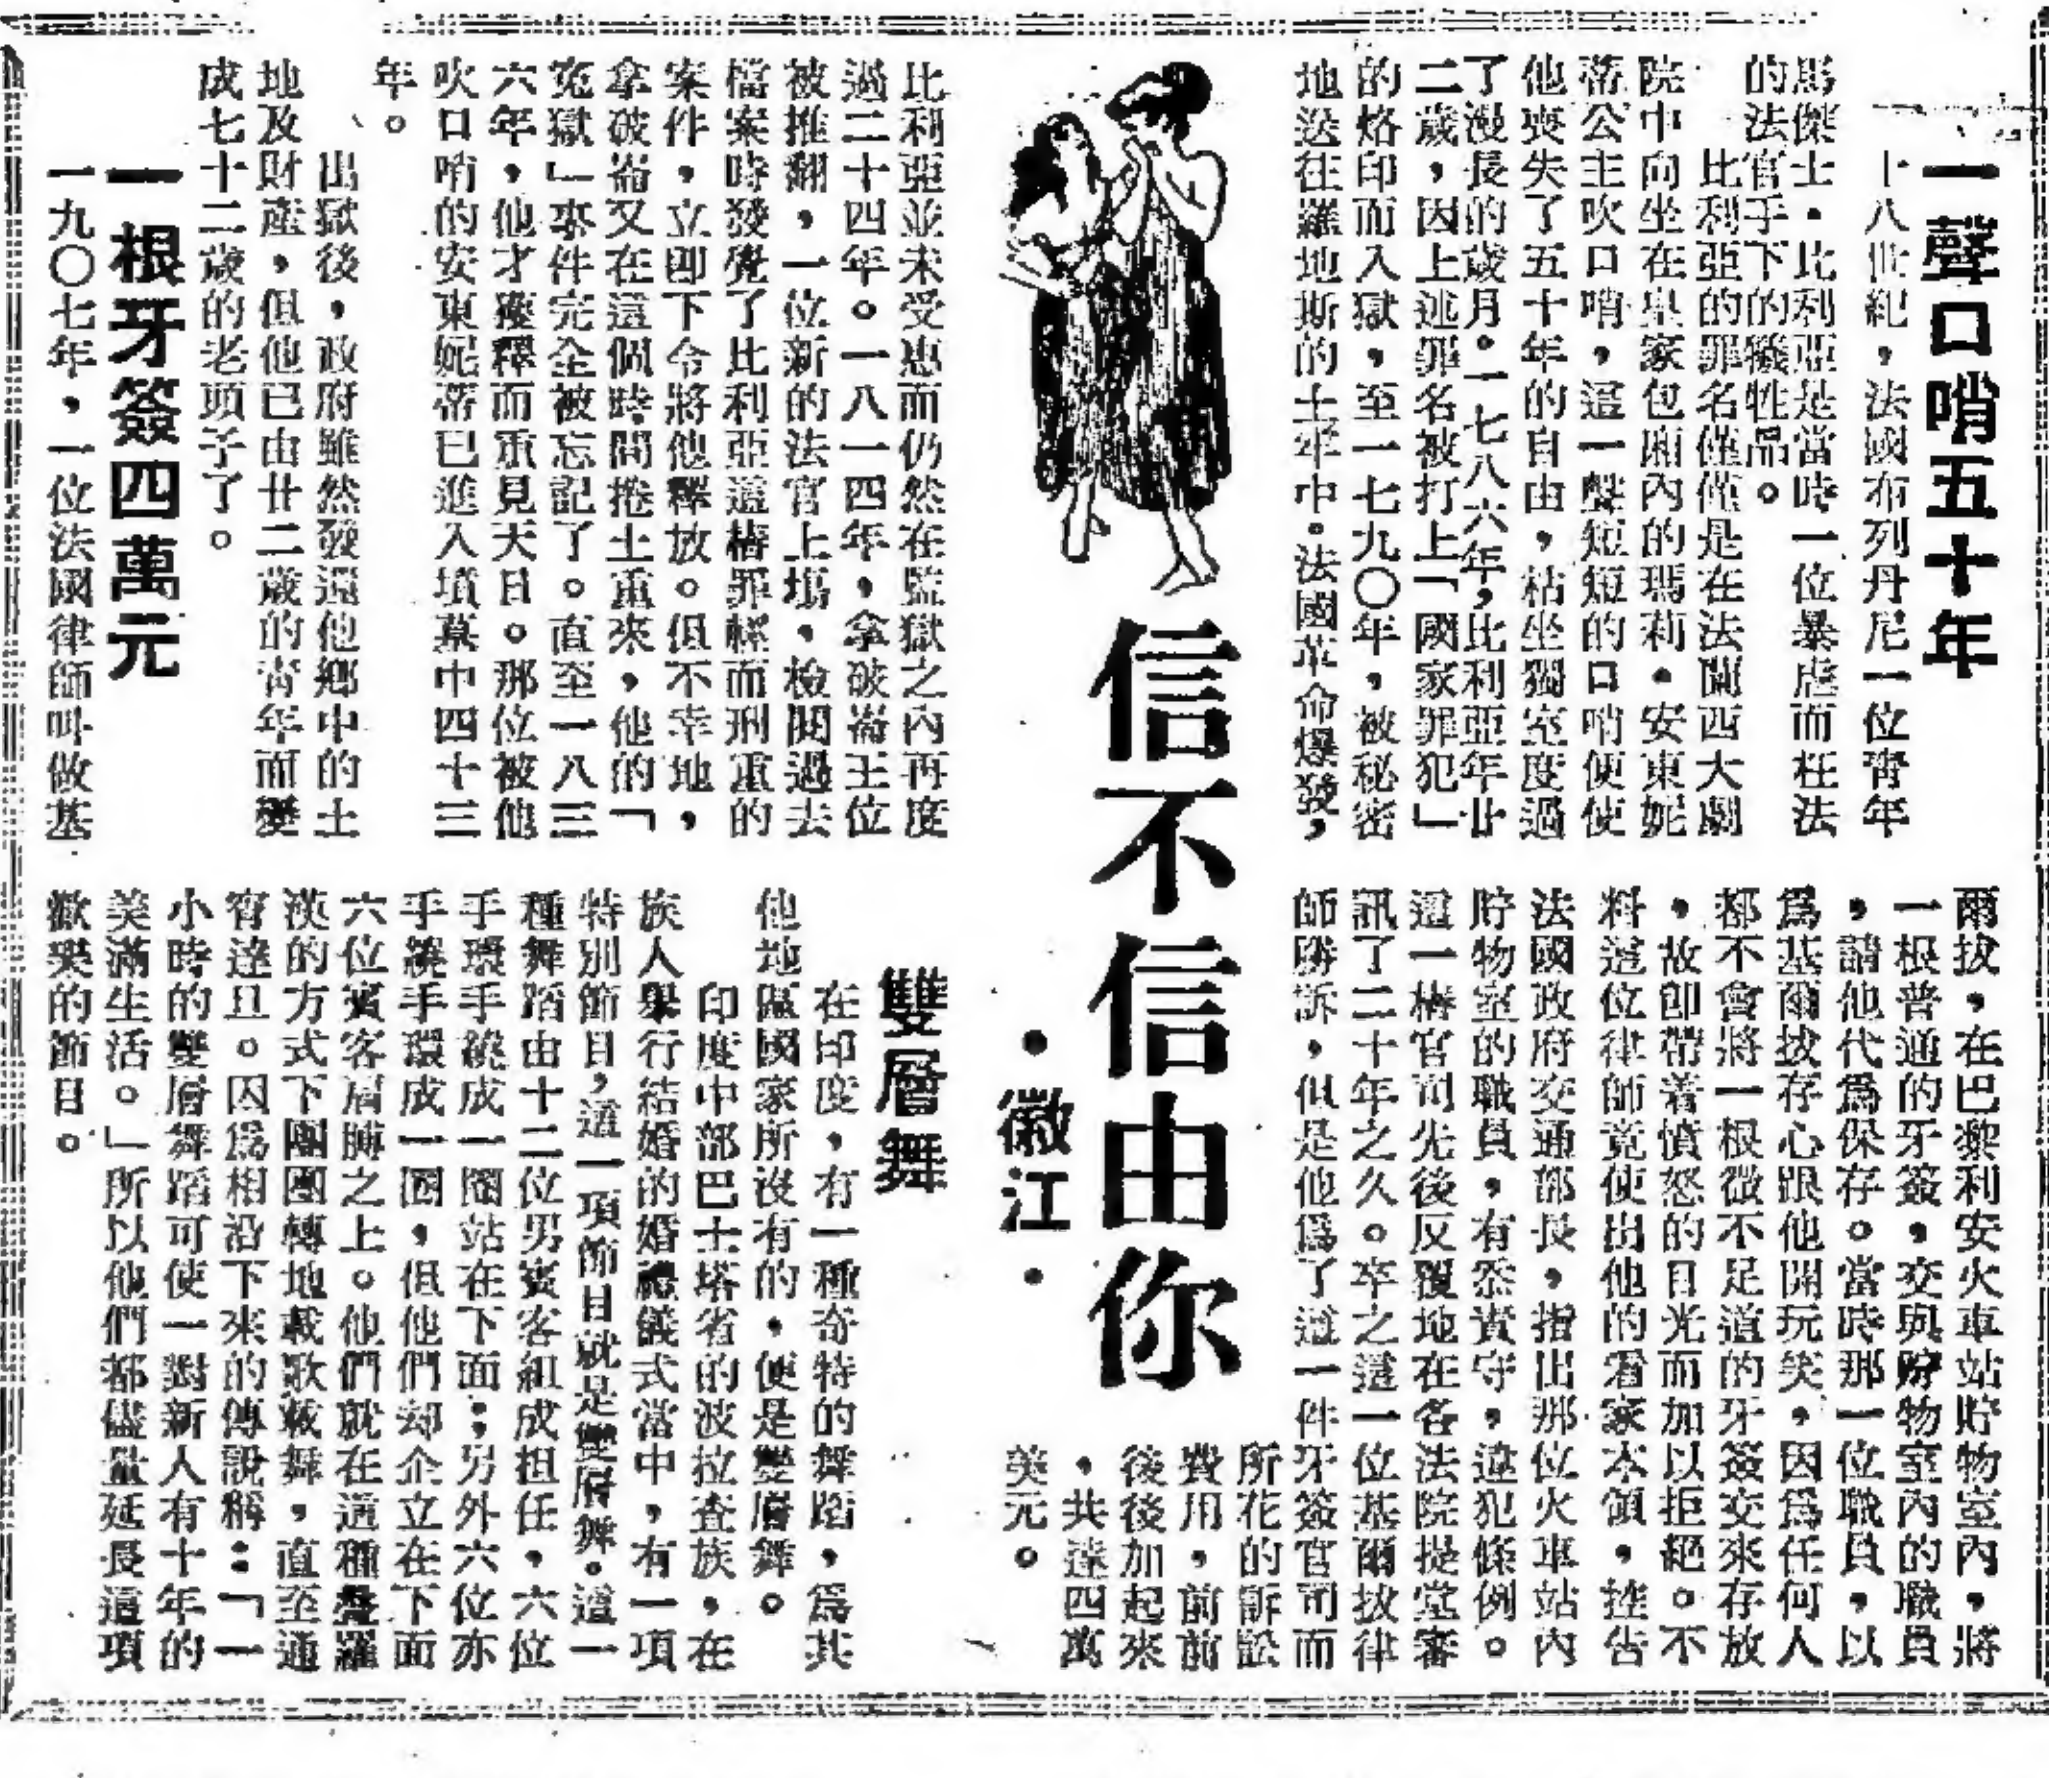 信不信由你
·徽江·
一聲口哨五十年
十八世紀，法國布列丹尼一位靑年
馬傑士·比利亞是當時一位暴虐而枉法
的法官手下的犠牲品。
比利亞的罪名僅僅是在法蘭西大劇
院中向坐在皇家包廂內的瑪莉·安東妮
蒂公主吹口哨，這一聲短短的口哨便使
他喪失了五十年的自由，枯坐獨室度過
了漫長的歲月。一七八六年，比利亞年廿
二歲，因上述罪名被打上「國家罪犯」
的烙印而入獄，至一七九〇年，被秘密
地送往羅地斯的土牢中。法國革命爆發，
比利亞並未受惠而仍然在監獄之內再度
過二十四年。一八一四年，拿破崙王位
被推翻，一位新的法官上場，檢閱過去
檔案時發覺了比利亞這樁罪輕而刑重的
案件，立即下令將他釋放。但不幸地，
拿破崙又在這個時間捲土重來，他的「
寃獄」事件完全被忘記了。直至一八三
六年，他才獲釋而重見天日。那位被他
吹口哨的安東妮蒂已進入墳墓中四十三
年。
出獄後，政府雖然發還他鄉中的土
地及財產，但他已由廿二歲的靑年而變
成七十二歲的老頭子了。
一根牙簽四萬元
一九〇七年，一位法國律師叫做基
爾拔，在巴黎利安火車站貯物室內，將
一根普通的牙簽，交與貯物室內的職員
，請他代爲保存。當時那一位職員，以
爲基爾拔存心跟他開玩笑，因爲任何人
都不會將一根微不足道的牙簽交來存放
，故卽帶着憤怒的目光而加以拒絕。不
料這位律師竟使出他的看家本領，控告
法國政府交通部長，指出那位火車站內
貯物室的職員，有忝責守，違犯條例。
這一樁官司先後反覆地在各法院提堂審
訊了二十年之久。卒之這一位基爾拔律
師勝訴，但是他爲了這一件牙簽官司而
所花的訴訟
費用，前前
後後加起來
，共達四萬
美元。
雙層舞
在印度，有一種奇特的舞蹈，爲其
他地區國家所沒有的，便是雙層舞。
印度中部巴士塔省的波拉查族，在
族人舉行結婚的婚禮儀式當中，有一項
特別節目，這一項節目就是雙層舞。這一
種舞蹈由十二位男賓客組成担任，六位
手環手繞成一圈站在下面；另外六位亦
手繞手環成一圈，但他們却企立在下面
六位賓客肩膊之上。他們就在這種疊羅
漢的方式下團團轉地載歌載舞，直至通
宵達旦。因爲相沿下來的傳說稱：「一
小時的雙層舞蹈可使一對新人有十年的
美滿生活。」所以他們都儘量延長這項
歡樂的節目。